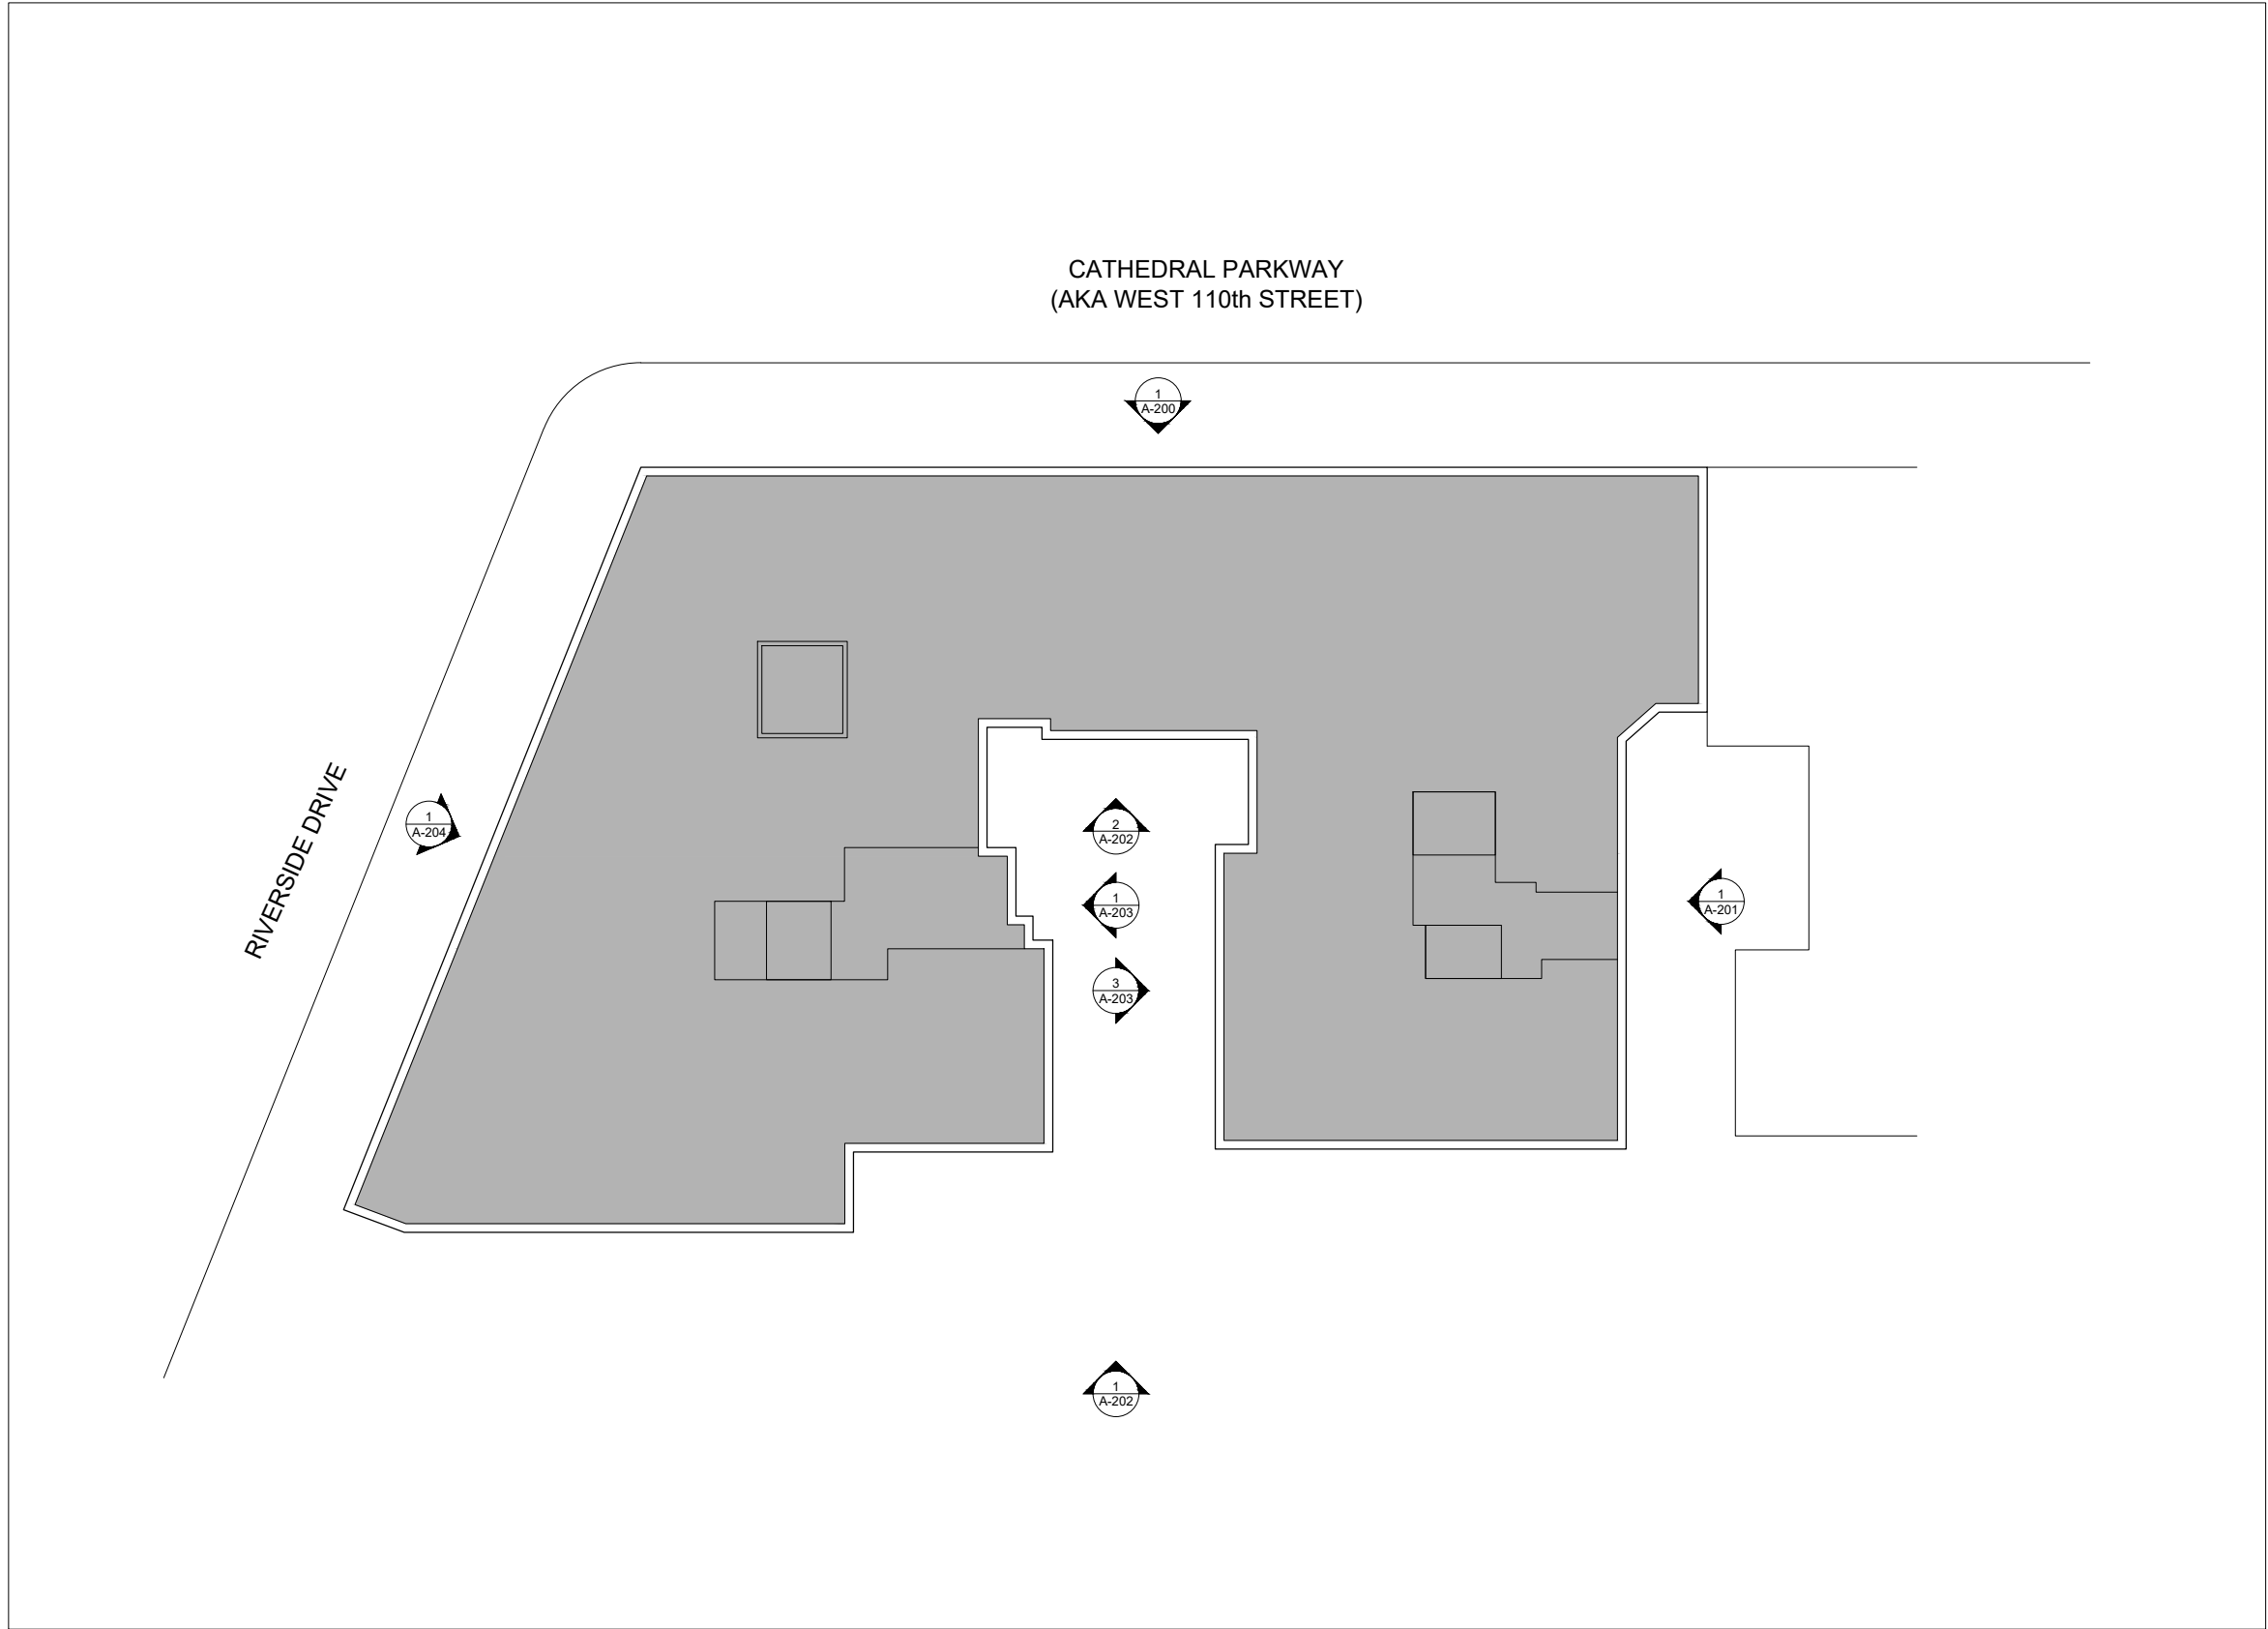 CATHEDRAL PARKWAY
(AKA WEST 110th STREET)
1
A-200
RIVERSIDE DRIVE
1
A-204
2
A-202
1
A-203
1
A-201
3
A-203
1
A-202